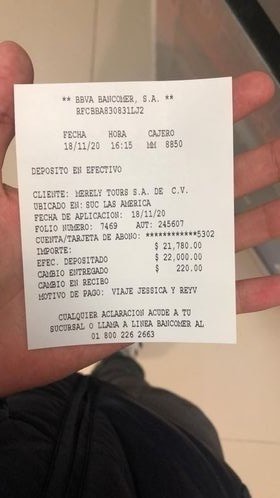 ** BBVA BANCOMER, S.A. **
RFCBBA830831LJ2
FECHA HORA CAJERO
18/11/20 16:15 MM 8850
DEPOSITO EN EFECTIVO
CLIENTE: MERELY TOURS S.A. DE C.V.
UBICADO EN: SUC LAS AMERICA
FECHA DE APLICACION: 18/11/20
FOLIO NUMERO: 7469 AUT: 245607
CUENTA/TARJETA DE ABONO: ************5302
IMPORTE: $ 21,780.00
EFEC. DEPOSITADO $ 22,000.00
CAMBIO ENTREGADO $ 220.00
CAMBIO EN RECIBO
MOTIVO DE PAGO: VIAJE JESSICA Y REYV
CUALQUIER ACLARACION ACUDE A TU
SUCURSAL O LLAMA A LINEA BANCOMER AL
01 800 226 2663